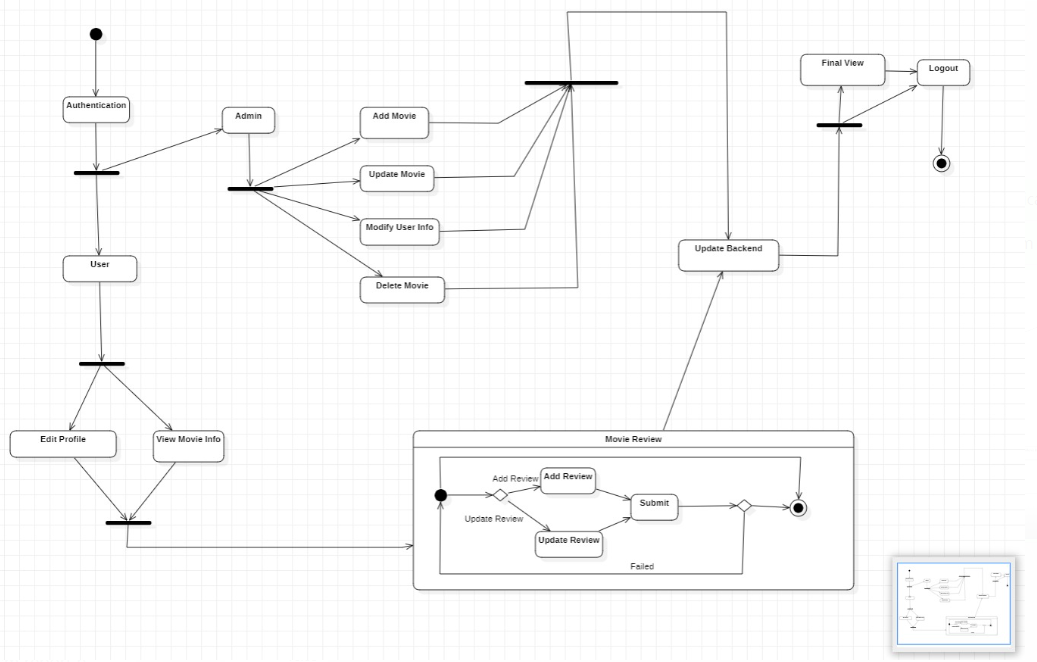 Final View
Logout
Authentication
Admin
Add Movie
Update Movie
Modify User Info
Update Backend
User
Delete Movie
Edit Profile
View Movie Info
Movie Review
Add Review
Add Review
Submit
Update Review
Update Review
Failed